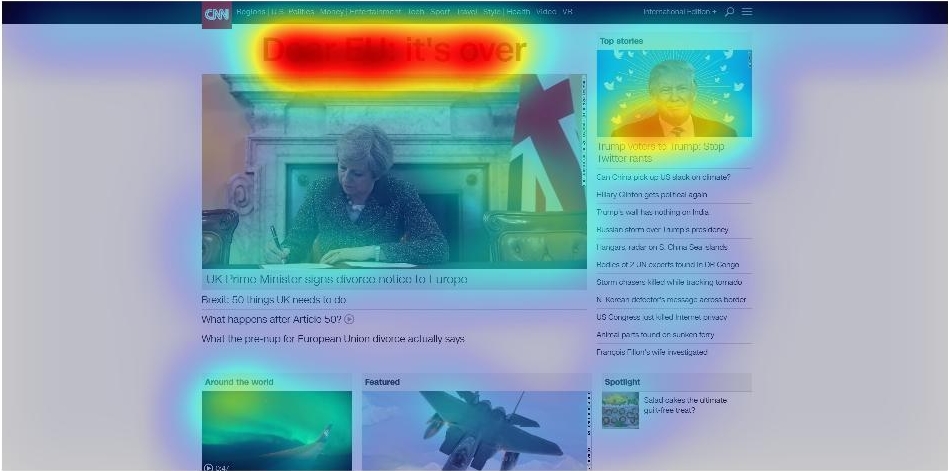 CNN
Regions | U.S. Politics Money | Entertainment Tech Sport Travel Style | Health Video VR
International Edition +
Dear EU: it's over
UK Prime Minister signs divorce notice to Europe
Brexit: 50 things UK needs to do
What happens after Article 50?
What the pre-nup for European Union divorce actually says
Top stories
Trump voters to Trump: Stop
Twitter rants
Can China pick up US slack on climate?
Hillary Clinton gets political again
Trump's wall has nothing on India
Russian storm over Trump's presidency
Hangars, radar on S. China Sea islands
Bodies of 2 UN experts found in DR Congo
Storm chasers killed while tracking tornado
N. Korean defector's message across border
US Congress just killed Internet privacy
Animal parts found on sunken ferry
François Fillon's wife investigated
Around the world
0:47
Featured
Spotlight
Salad cakes the ultimate
guilt-free treat?